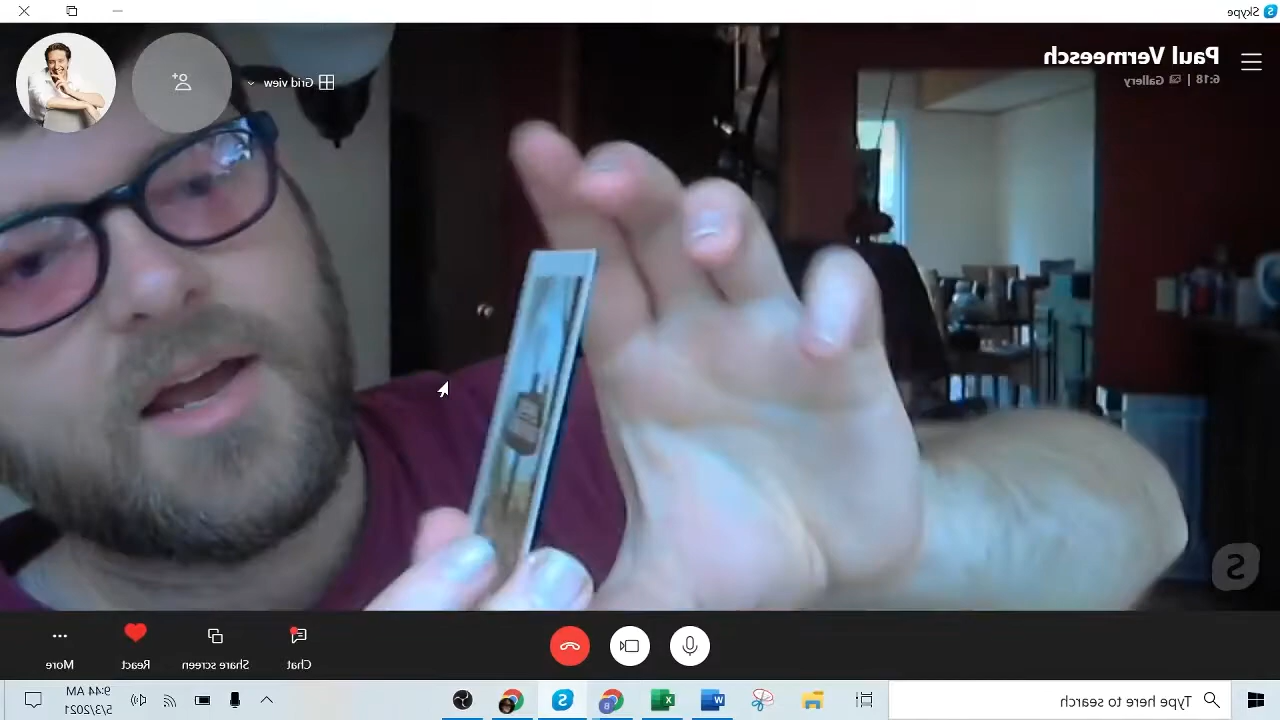 Skype
Paul Vermeesch
6:18 | Gallery
Grid view
More
React
Share screen
Chat
Type here to search
9:44 AM
5/3/2021